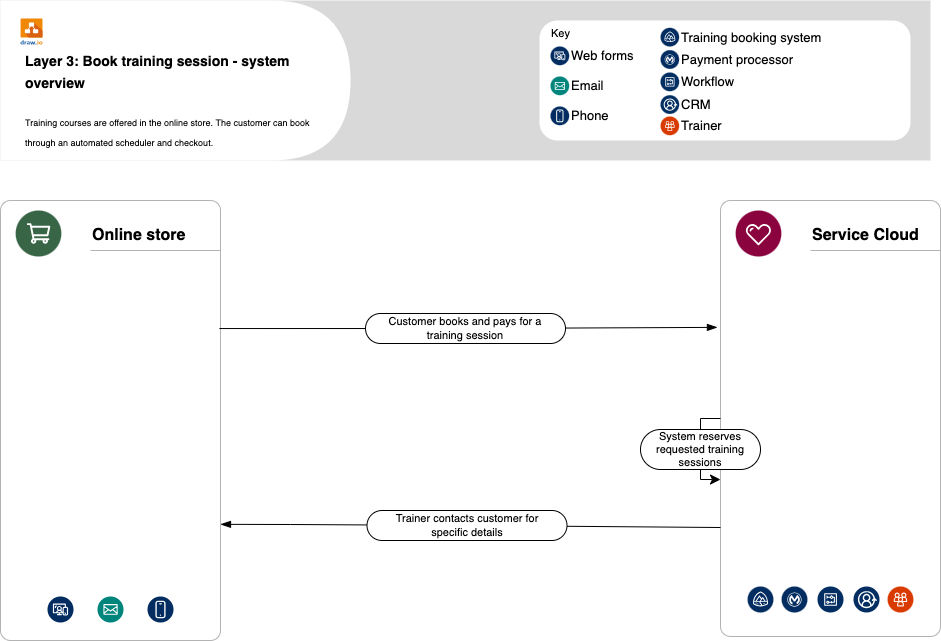 draw.io
Layer 3: Book training session - system
overview
Training courses are offered in the online store. The customer can book
through an automated scheduler and checkout.
Key
Web forms
Email
Phone
Training booking system
Payment processor
Workflow
CRM
Trainer
Online store
Service Cloud
Customer books and pays for a
training session
System reserves
requested training
sessions
Trainer contacts customer for
specific details